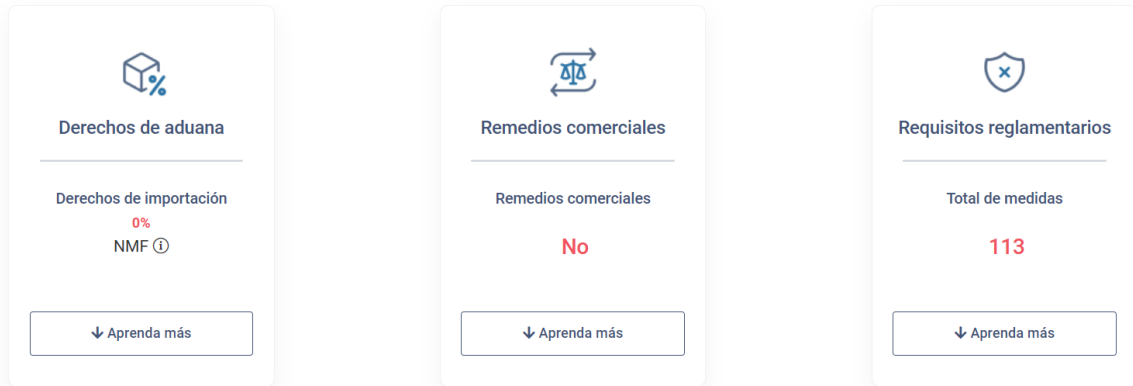 Derechos de aduana
Derechos de importación
0%
NMF
Aprenda más
Remedios comerciales
Remedios comerciales
No
Aprenda más
Requisitos reglamentarios
Total de medidas
113
Aprenda más